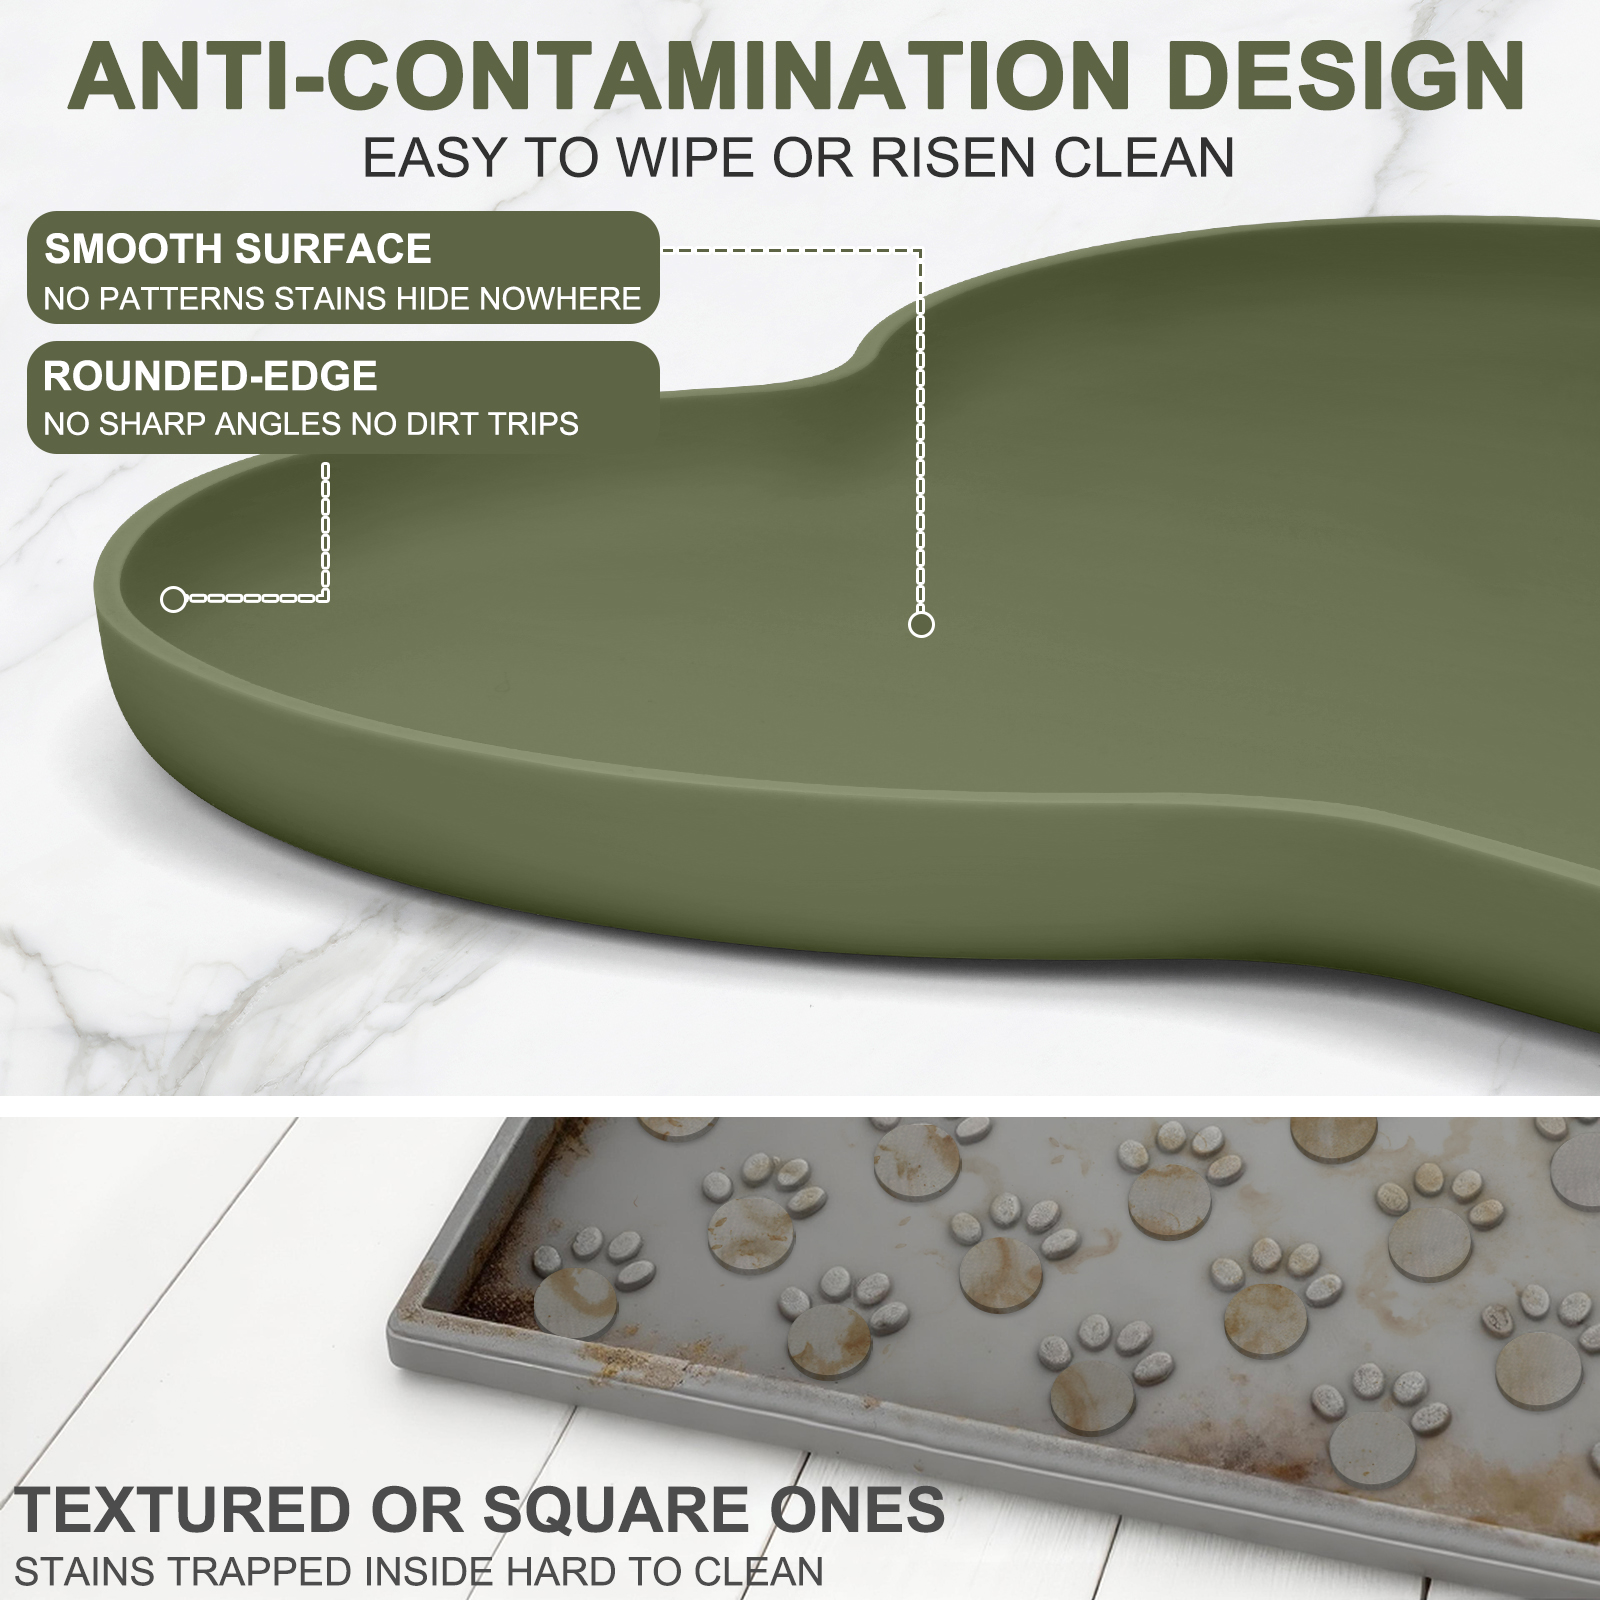 ANTI-CONTAMINATION DESIGN
EASY TO WIPE OR RISEN CLEAN
SMOOTH SURFACE
NO PATTERNS STAINS HIDE NOWHERE
ROUNDED-EDGE
NO SHARP ANGLES NO DIRT TRIPS
TEXTURED OR SQUARE ONES
STAINS TRAPPED INSIDE HARD TO CLEAN